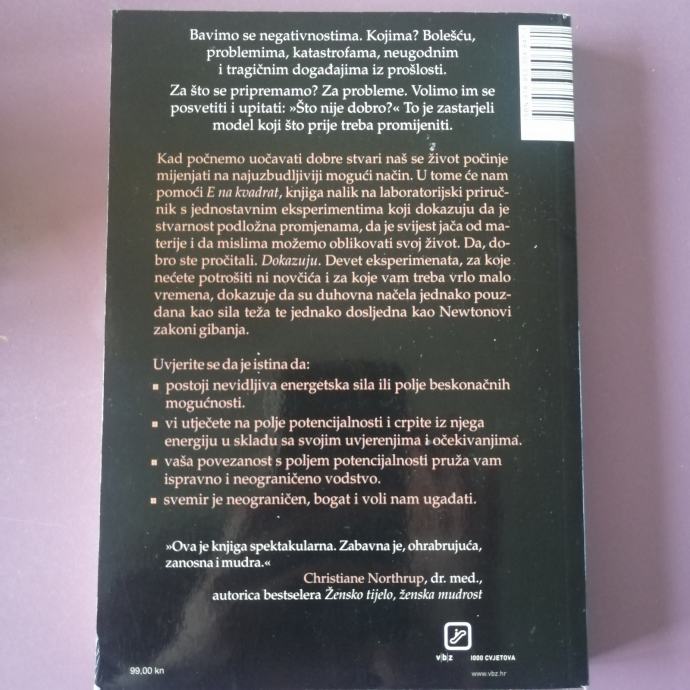 Bavimo se negativnostima. Kojima? Bolešću,
problemima, katastrofama, neugodnim
i tragičnim događajima iz prošlosti.
Za što se pripremamo? Za probleme. Volimo im se
posvetiti i upitati: »Što nije dobro?« To je zastarjeli
model koji što prije treba promijeniti.
Kad počnemo uočavati dobre stvari naš se život počinje
mijenjati na najuzbudljiviji mogući način. U tome će nam
pomoći E na kvadrat, knjiga nalik na laboratorijski priruč-
nik s jednostavnim eksperimentima koji dokazuju da je
stvarnost podložna promjenama, da je svijest jača od ma-
terije i da mislima možemo oblikovati svoj život. Da, do-
bro ste pročitali. Dokazuju. Devet eksperimenata, za koje
nećete potrošiti ni novčića i za koje vam treba vrlo malo
vremena, dokazuje da su duhovna načela jednako pouz-
dana kao sila teža te jednako dosljedna kao Newtonovi
zakoni gibanja.
Uvjerite se da je istina da:
▪ postoji nevidljiva energetska sila ili polje beskonačnih
mogućnosti.
▪ vi utječete na polje potencijalnosti i crpite iz njega
energiju u skladu sa svojim uvjerenjima i očekivanjima.
▪ vaša povezanost s poljem potencijalnosti pruža vam
ispravno i neograničeno vodstvo.
▪ svemir je neograničen, bogat i voli nam ugađati.
»Ova je knjiga spektakularna. Zabavna je, ohrabrujuća,
zanosna i mudra.«
Christiane Northrup, dr. med.,
autorica bestselera Žensko tijelo, ženska mudrost
v|b|z 1000 CVJETOVA
99,00 kn
www.vbz.hr